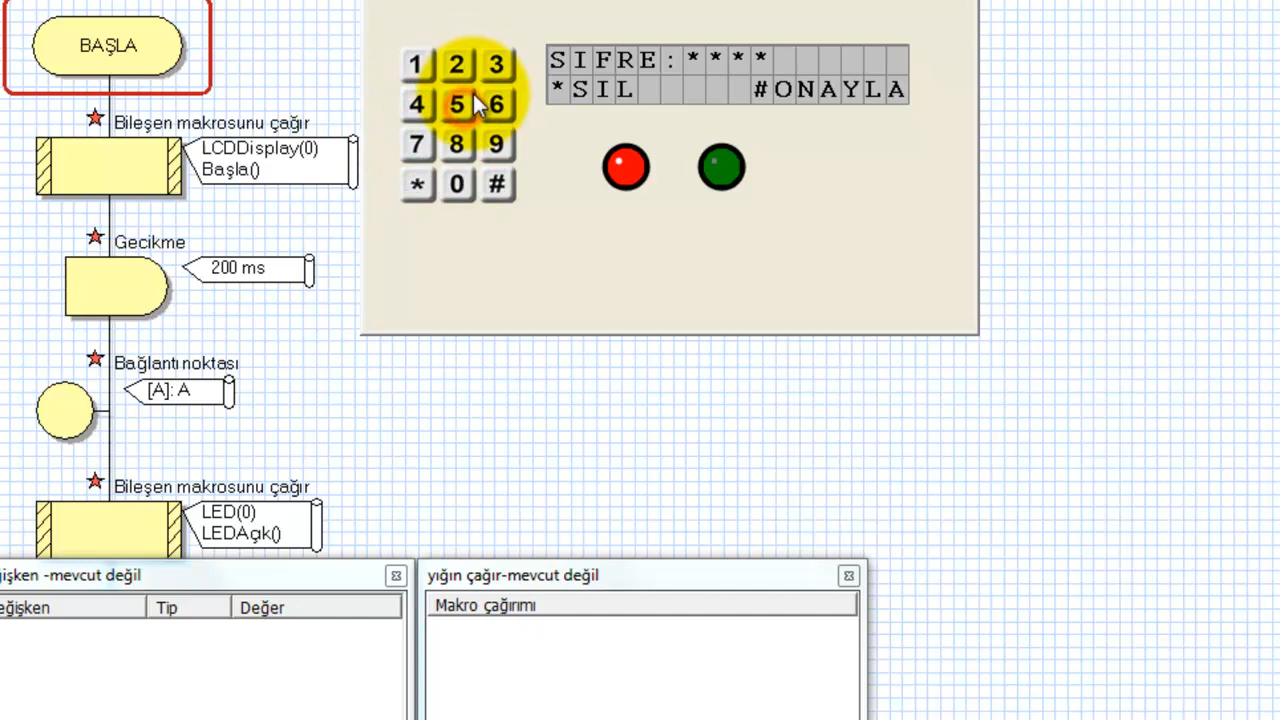 BAŞLA
Bileşen makrosunu çağır
LCDDisplay(0)
Başla()
Gecikme
200 ms
Bağlantı noktası
[A]: A
Bileşen makrosunu çağır
LED(0)
LEDAçık()
1 2 3
4 5 6
7 8 9
* 0 #
SIFRE:****
*SIL #ONAYLA
işken -mevcut değil
eğişken Tip Değer
yığın çağır-mevcut değil
Makro çağırımı